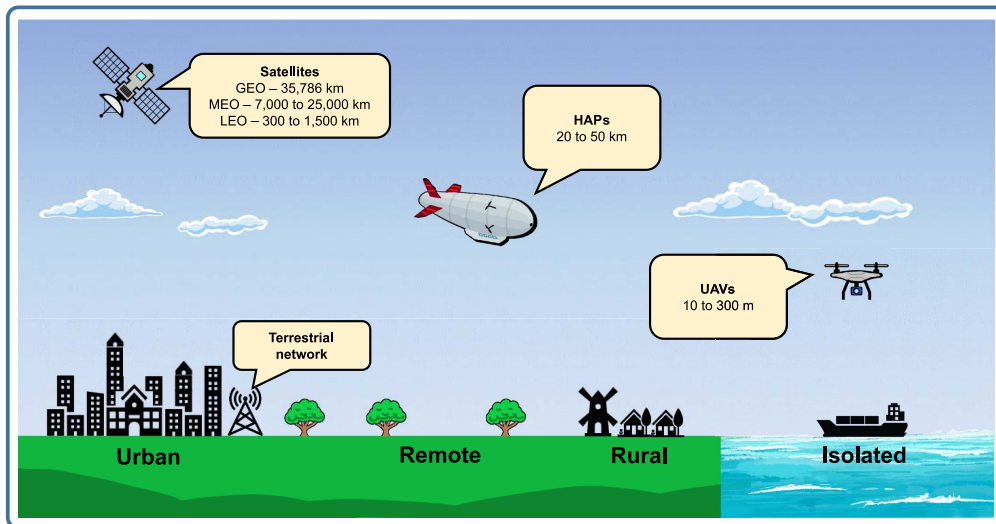 Satellites
GEO – 35,786 km
MEO – 7,000 to 25,000 km
LEO – 300 to 1,500 km
HAPs
20 to 50 km
UAVs
10 to 300 m
Terrestrial
network
Urban
Remote
Rural
Isolated